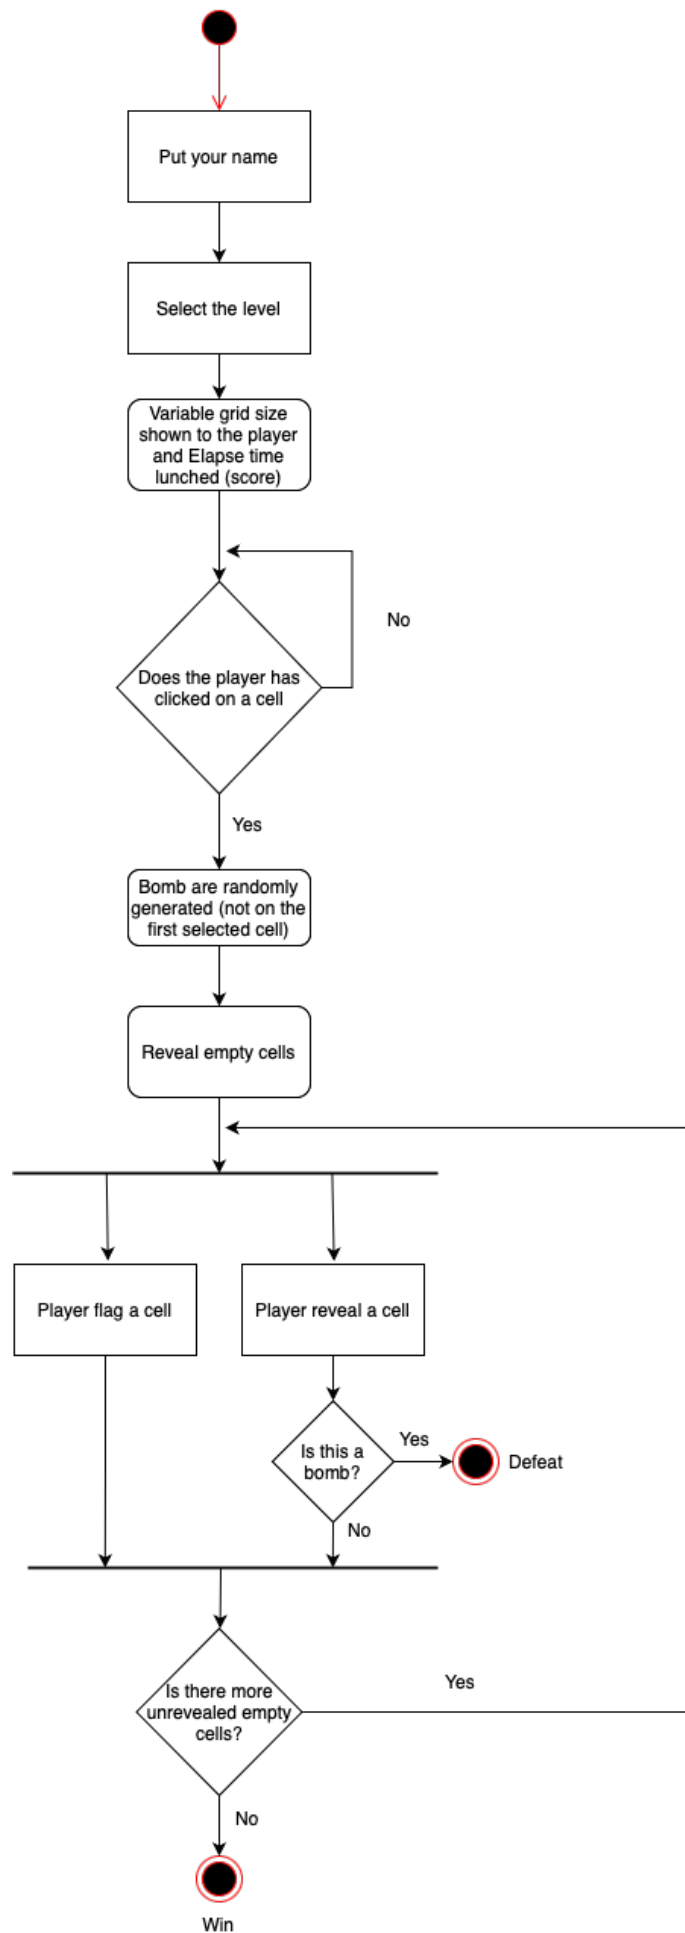 Put your name
Select the level
Variable grid size
shown to the player
and Elapse time
lunched (score)
No
Does the player has
clicked on a cell
Yes
Bomb are randomly
generated (not on the
first selected cell)
Reveal empty cells
Player flag a cell
Player reveal a cell
Is this a
bomb?
Yes
Defeat
No
Is there more
unrevealed empty
cells?
Yes
No
Win